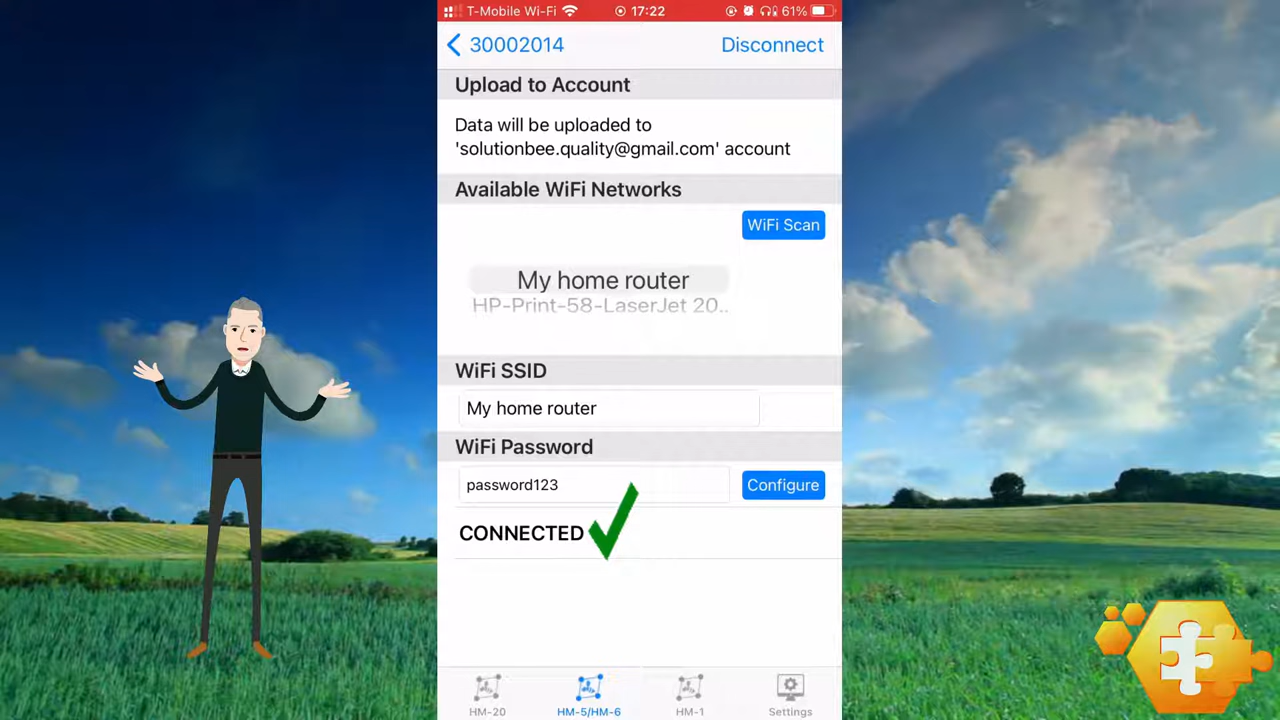 T-Mobile Wi-Fi 17:22 61%
30002014 Disconnect
Upload to Account
Data will be uploaded to
'solutionbee.quality@gmail.com' account
Available WiFi Networks
WiFi Scan
My home router
HP-Print-58-LaserJet 20..
WiFi SSID
My home router
WiFi Password
password123 Configure
CONNECTED
HM-20 HM-5/HM-6 HM-1 Settings